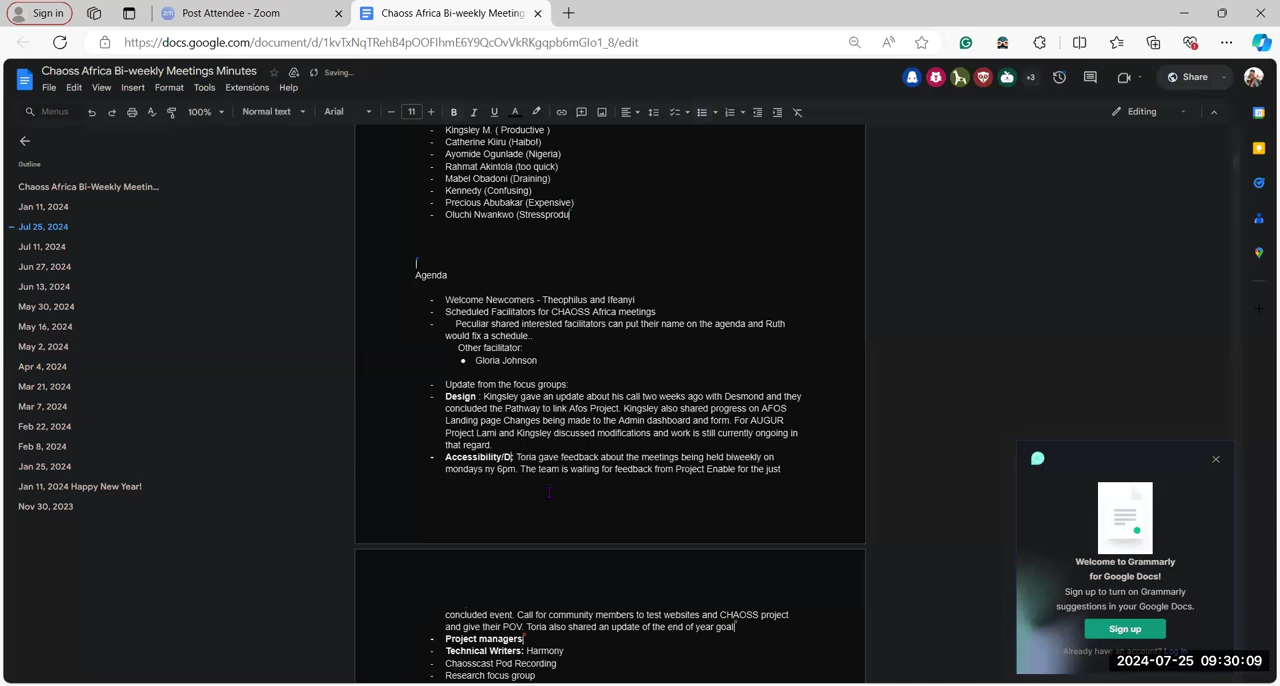 Sign in
Post Attendee - Zoom
Chaoss Africa Bi-weekly Meeting
https://docs.google.com/document/d/1kvTxNqTRehB4pOOFIhmE6Y9QcOvVkRKgqpb6mGIo1_8/edit
Chaoss Africa Bi-weekly Meetings Minutes
Saving...
File Edit View Insert Format Tools Extensions Help
+3
Share
Menus
100%
Normal text
Arial
11
Editing
Outline
Chaoss Africa Bi-Weekly Meetin...
Jan 11, 2024
Jul 25, 2024
Jul 11, 2024
Jun 27, 2024
Jun 13, 2024
May 30, 2024
May 16, 2024
May 2, 2024
Apr 4, 2024
Mar 21, 2024
Mar 7, 2024
Feb 22, 2024
Feb 8, 2024
Jan 25, 2024
Jan 11, 2024 Happy New Year!
Nov 30, 2023
- Kingsley M. ( Productive )
- Catherine Kiiru (Haibo!)
- Ayomide Ogunlade (Nigeria)
- Rahmat Akintola (too quick)
- Mabel Obadoni (Draining)
- Kennedy (Confusing)
- Precious Abubakar (Expensive)
- Oluchi Nwankwo (Stressprodu
Agenda
- Welcome Newcomers - Theophilus and Ifeanyi
- Scheduled Facilitators for CHAOSS Africa meetings
- Peculiar shared interested facilitators can put their name on the agenda and Ruth
would fix a schedule..
Other facilitator:
● Gloria Johnson
- Update from the focus groups:
- Design : Kingsley gave an update about his call two weeks ago with Desmond and they
concluded the Pathway to link Afos Project. Kingsley also shared progress on AFOS
Landing page Changes being made to the Admin dashboard and form. For AUGUR
Project Lami and Kingsley discussed modifications and work is still currently ongoing in
that regard.
- Accessibility/D: Toria gave feedback about the meetings being held biweekly on
mondays ny 6pm. The team is waiting for feedback from Project Enable for the just
concluded event. Call for community members to test websites and CHAOSS project
and give their POV. Toria also shared an update of the end of year goal
- Project managers
- Technical Writers: Harmony
- Chaosscast Pod Recording
- Research focus group
Welcome to Grammarly
for Google Docs!
Sign up to turn on Grammarly
suggestions in your Google Docs.
Sign up
Already have an account? Log in
2024-07-25 09:30:09